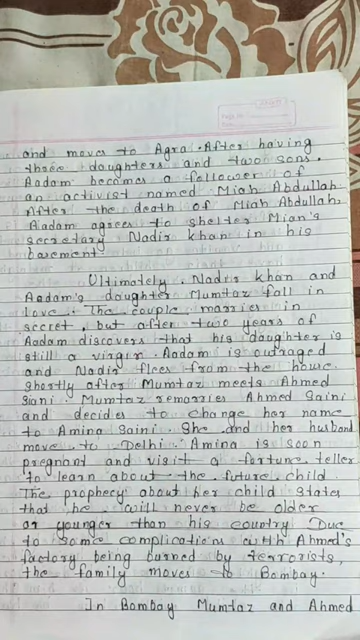 and moves to Agra. After having
three daughters and two sons.
Aadam becomes a follower of
an activist named Miah Abdullah.
After the death of Miah Abdullah
Aadam agrees to shelter Mian's
secretary Nadir khan in his
basement
Ultimately, Nadir khan and
Aadam's daughter Mumtaz fall in
love. The couple marries in
secret, but after two years of
Aadam discovers that his daughter is
still a virgin. Aadam is outraged
and Nadir flees from the house.
Shortly after Mumtaz meets Ahmed
Siani. Mumtaz remarries Ahmed Saini
and decides to change her name
to Amina Saini. She and her husband
move to Delhi. Amina is soon
pregnant and visit a fortune teller
to learn about the future child.
The prophecy about her child states
that he will never be older
or younger than his country. Due
to some complications with Ahmed's
factory being burned by terrorists,
the family moves to Bombay.
In Bombay Mumtaz and Ahmed